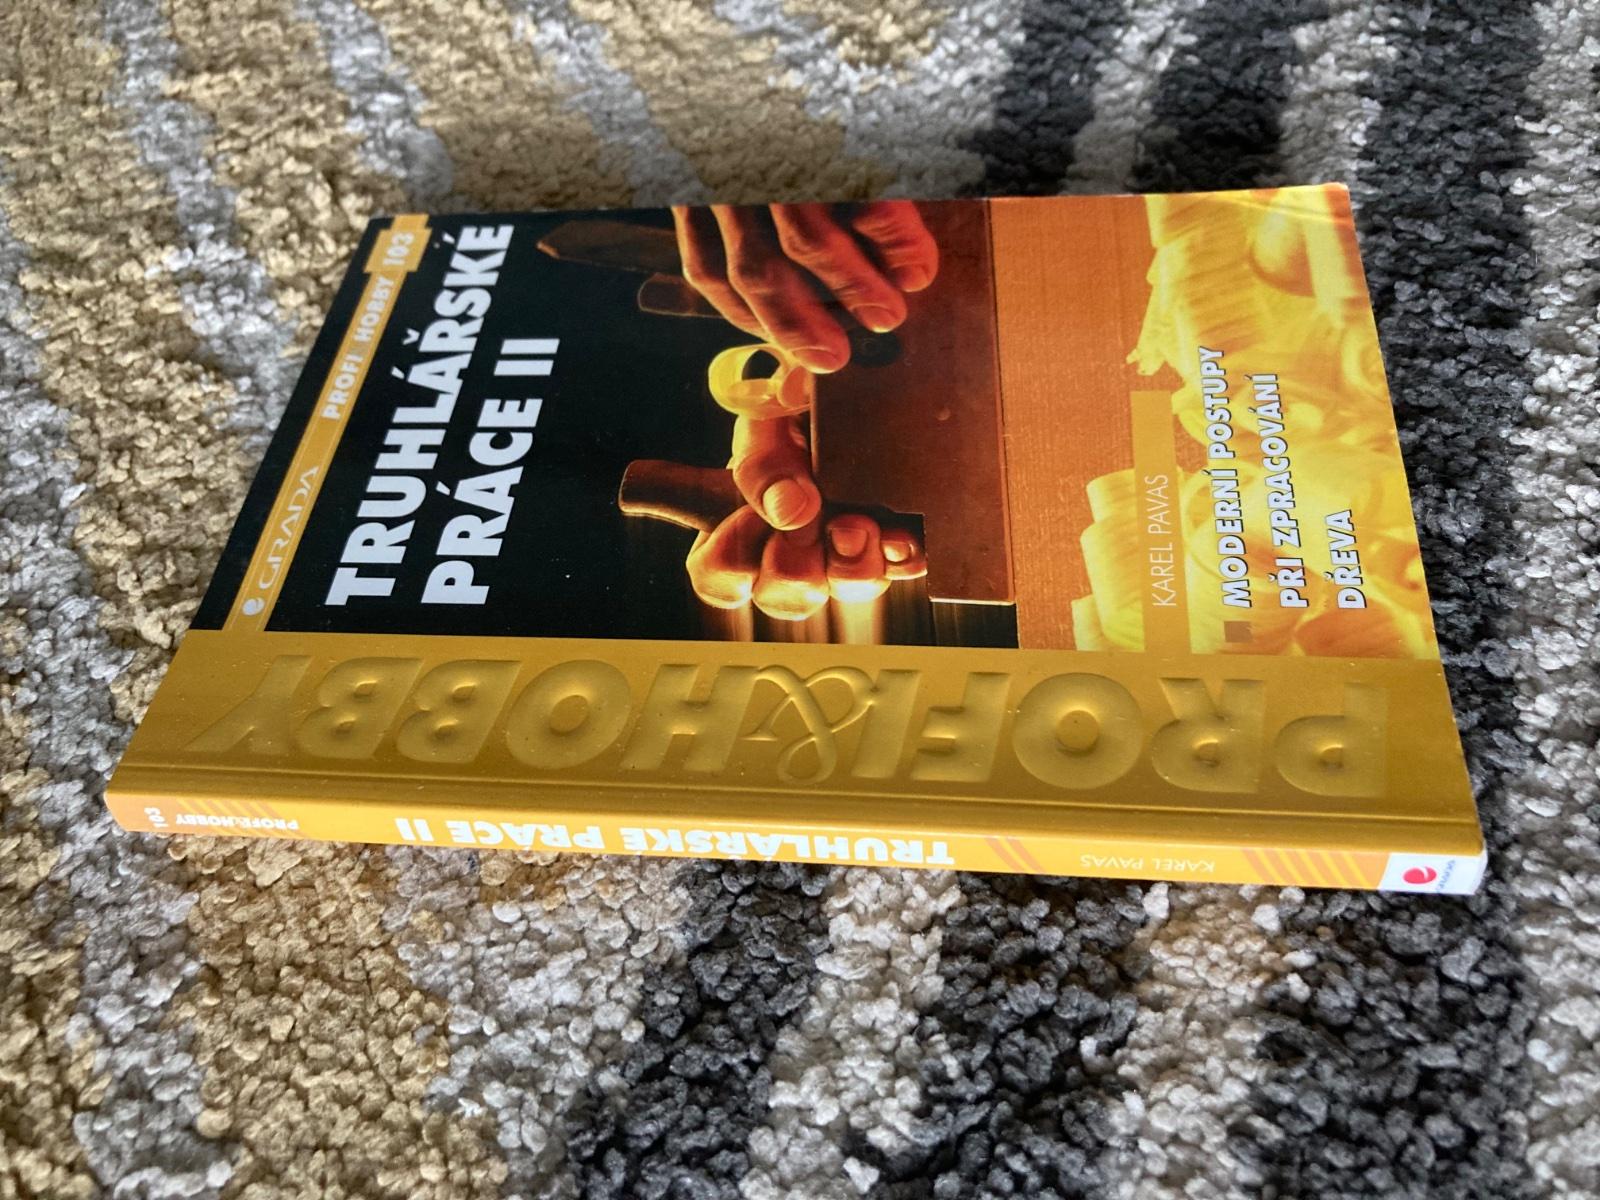 GRADA PROFI HOBBY 103
TRUHLÁŘSKÉ
PRÁCE II
KAREL PAVAS
MODERNÍ POSTUPY
PŘI ZPRACOVÁNÍ
DŘEVA
PROFI&HOBBY
GRADA KAREL PAVAS TRUHLÁŘSKÉ PRÁCE II PROFI&HOBBY 103